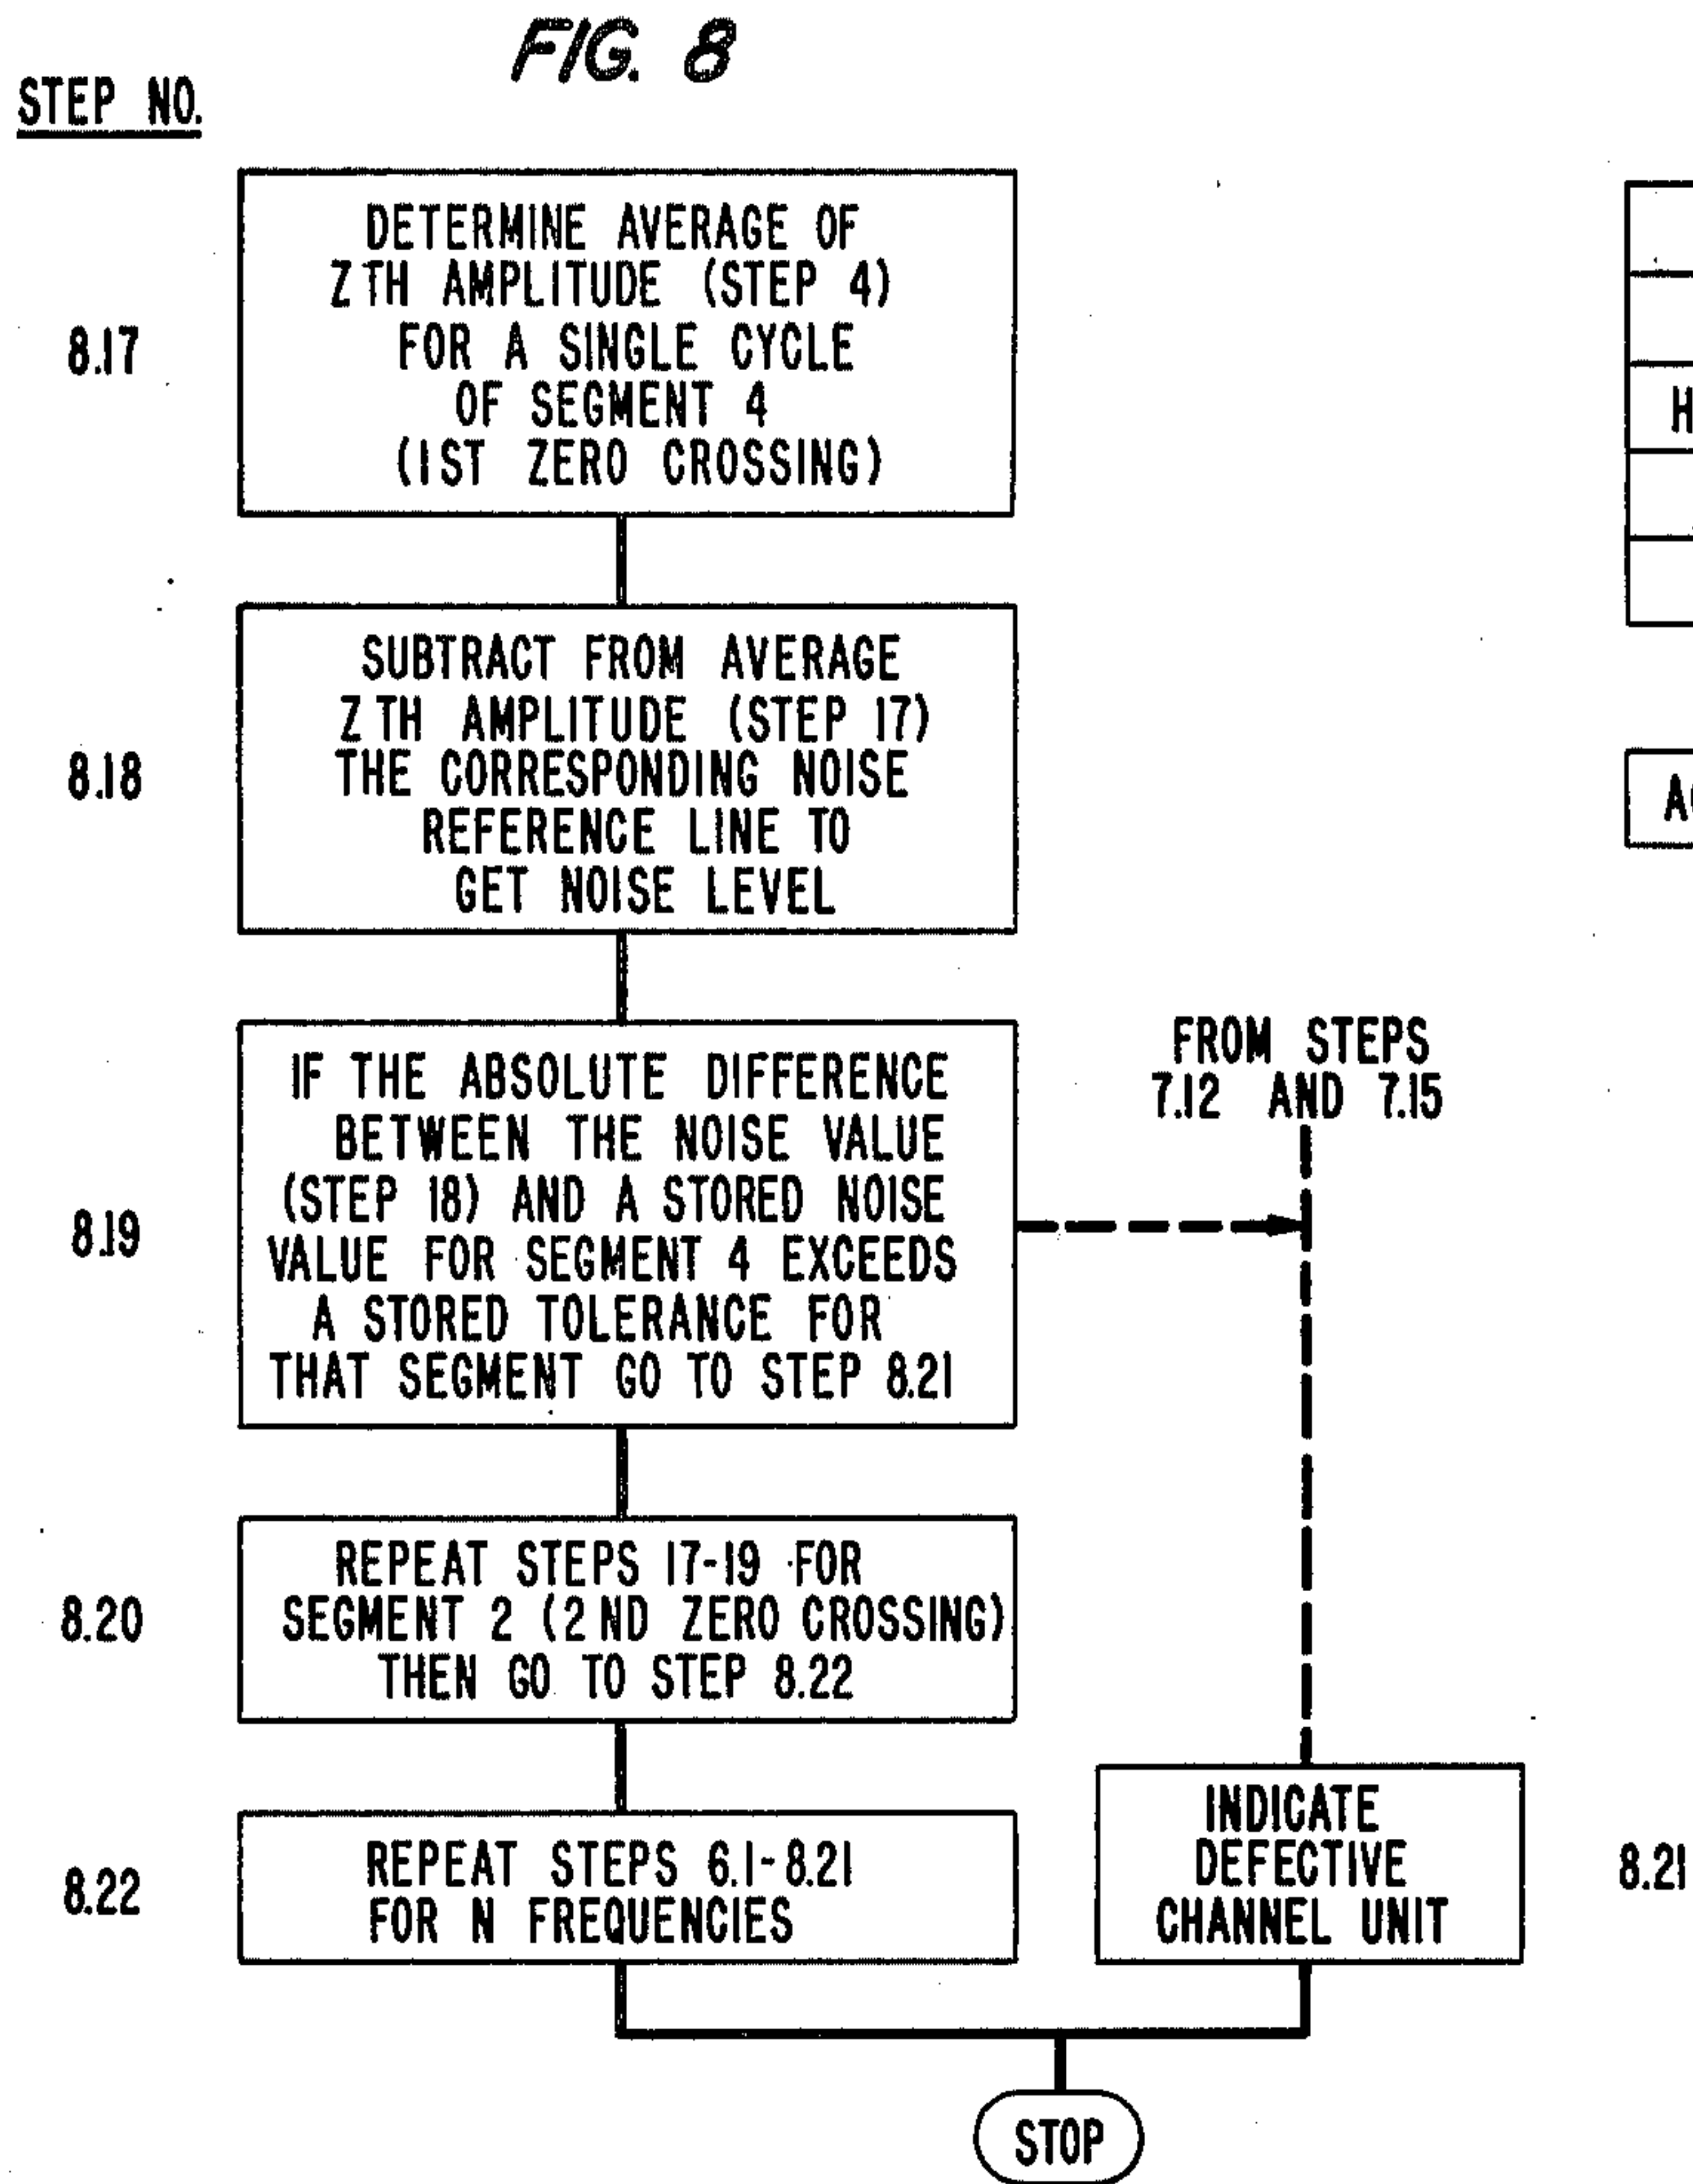 FIG. 8
STEP NO.
8.17
DETERMINE AVERAGE OF
Z TH AMPLITUDE (STEP 4)
FOR A SINGLE CYCLE
OF SEGMENT 4
(1ST ZERO CROSSING)
8.18
SUBTRACT FROM AVERAGE
Z TH AMPLITUDE (STEP 17)
THE CORRESPONDING NOISE
REFERENCE LINE TO
GET NOISE LEVEL
8.19
IF THE ABSOLUTE DIFFERENCE
BETWEEN THE NOISE VALUE
(STEP 18) AND A STORED NOISE
VALUE FOR SEGMENT 4 EXCEEDS
A STORED TOLERANCE FOR
THAT SEGMENT GO TO STEP 8.21
FROM STEPS
7.12 AND 7.15
8.20
REPEAT STEPS 17-19 FOR
SEGMENT 2 (2ND ZERO CROSSING)
THEN GO TO STEP 8.22
8.22
REPEAT STEPS 6.1-8.21
FOR N FREQUENCIES
INDICATE
DEFECTIVE
CHANNEL UNIT
8.21
STOP
H